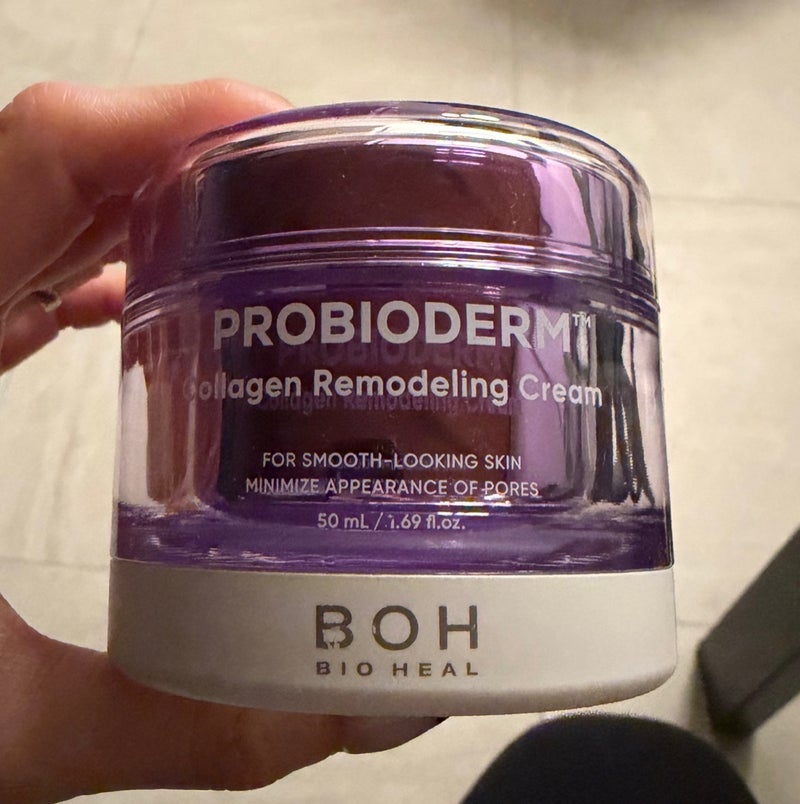 PROBIODERM™
Collagen Remodeling Cream
FOR SMOOTH-LOOKING SKIN
MINIMIZE APPEARANCE OF PORES
50 mL / 1.69 fl.oz.
BOH
BIO HEAL